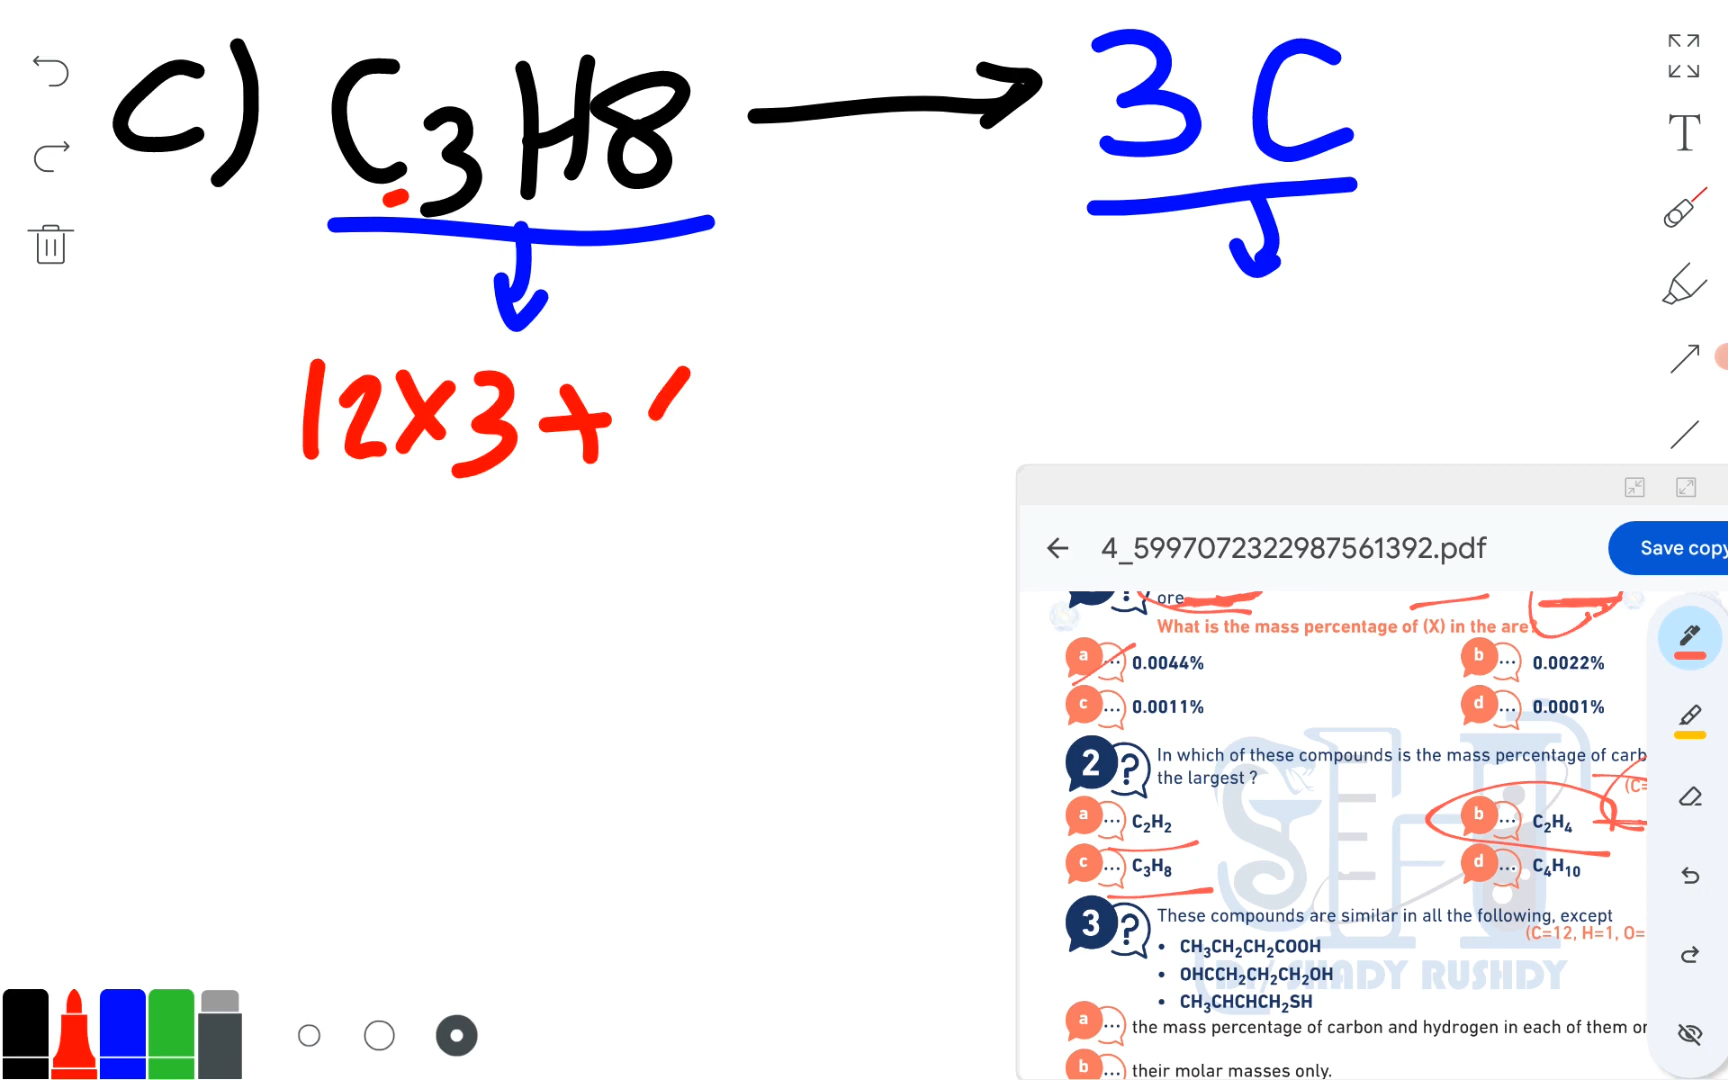 C) C3H8 → 3C
12×3+
T
4_5997072322987561392.pdf
Save copy
? ore
What is the mass percentage of (X) in the are?
a ... 0.0044%
b ... 0.0022%
c ... 0.0011%
d ... 0.0001%
2 ? In which of these compounds is the mass percentage of carb
the largest ?
(C=
a ... C₂H₂
b ... C₂H₄
c ... C₃H₈
d ... C₄H₁₀
3 ? These compounds are similar in all the following, except
(C=12, H=1, O=
• CH₃CH₂CH₂COOH
• OHCCH₂CH₂CH₂OH
• CH₃CHCHCH₂SH
SHADY RUSHDY
a ... the mass percentage of carbon and hydrogen in each of them or
b ... their molar masses only.